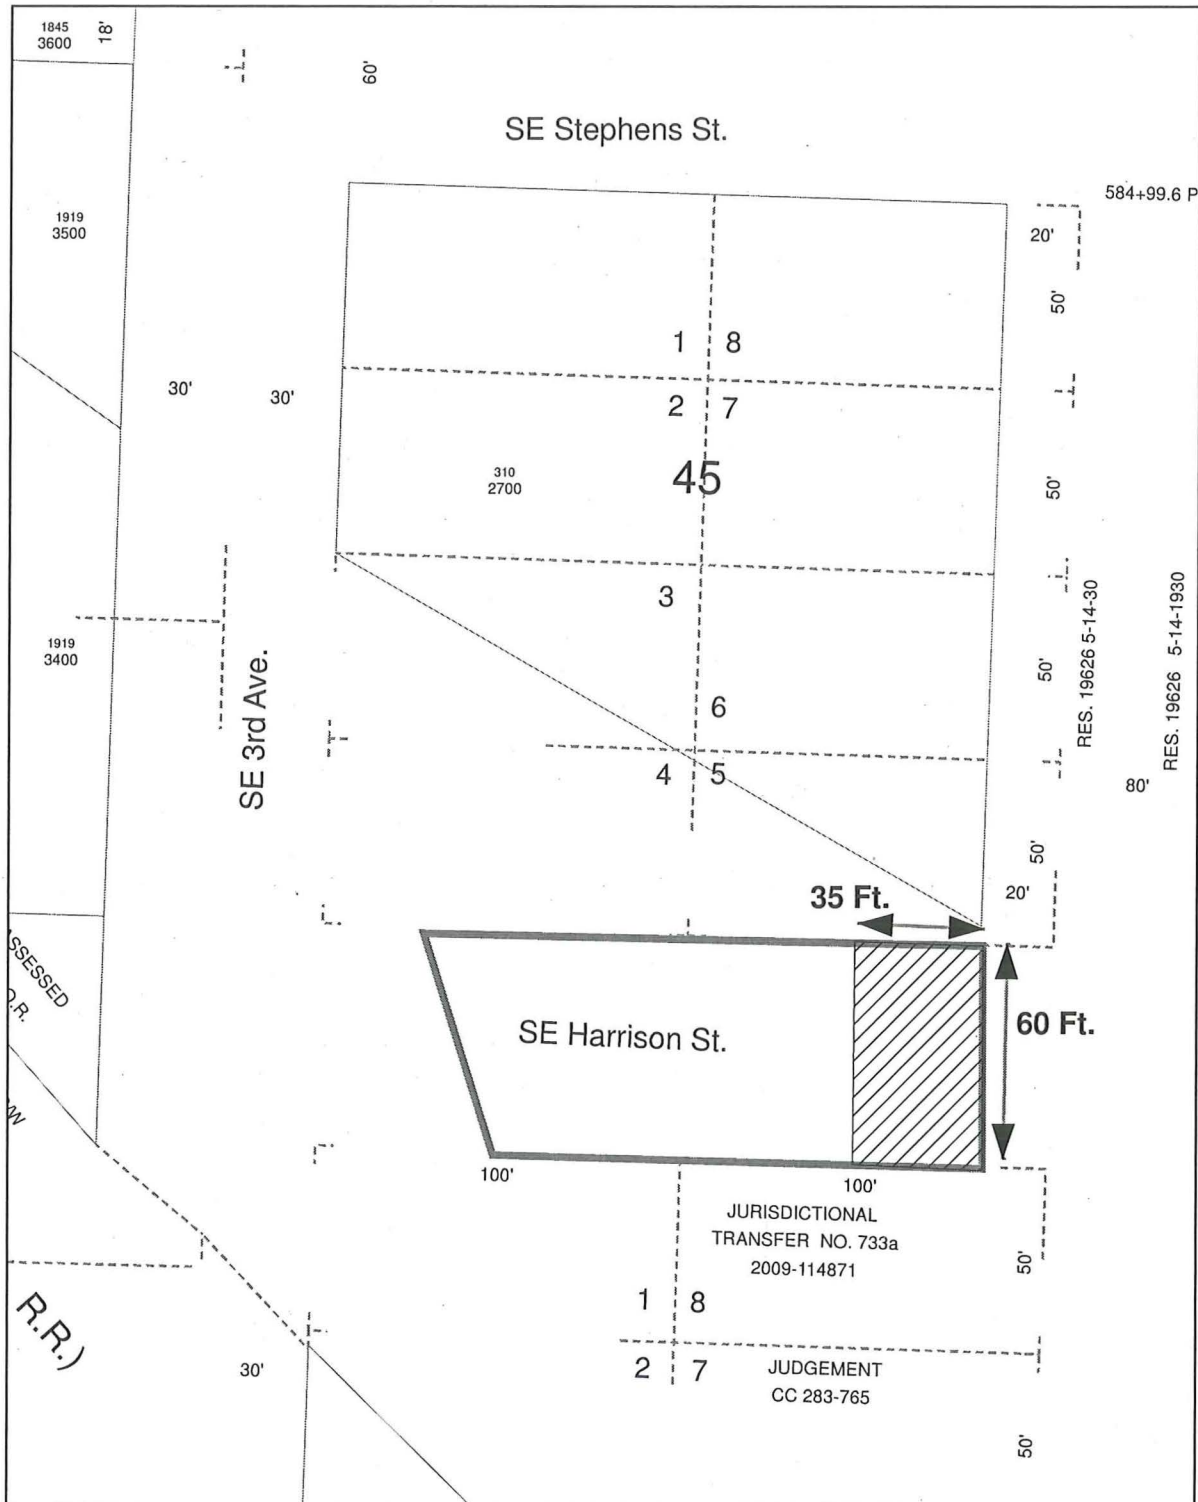 1845
3600
18'
60'
SE Stephens St.
584+99.6 P
1919
3500
20'
50'
1 8
30'
30'
2 7
310
2700
45
50'
3
RES. 19626 5-14-30
RES. 19626 5-14-1930
1919
3400
SE 3rd Ave.
50'
6
4 5
80'
50'
20'
35 Ft.
SSESSED
O.R.
SE Harrison St.
60 Ft.
100'
100'
JURISDICTIONAL
TRANSFER NO. 733a
2009-114871
50'
1 8
R.R.)
30'
2 7
JUDGEMENT
CC 283-765
50'